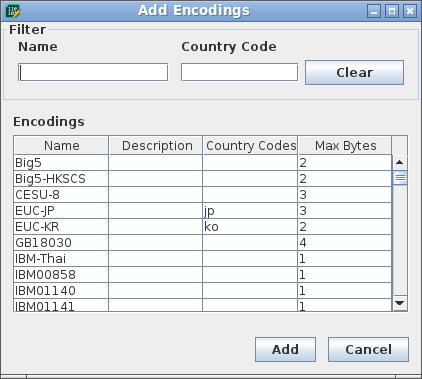 Add Encodings
Filter
Name Country Code
Clear
Encodings
Name Description Country Codes Max Bytes
Big5 2
Big5-HKSCS 2
CESU-8 3
EUC-JP jp 3
EUC-KR ko 2
GB18030 4
IBM-Thai 1
IBM00858 1
IBM01140 1
IBM01141 1
Add Cancel